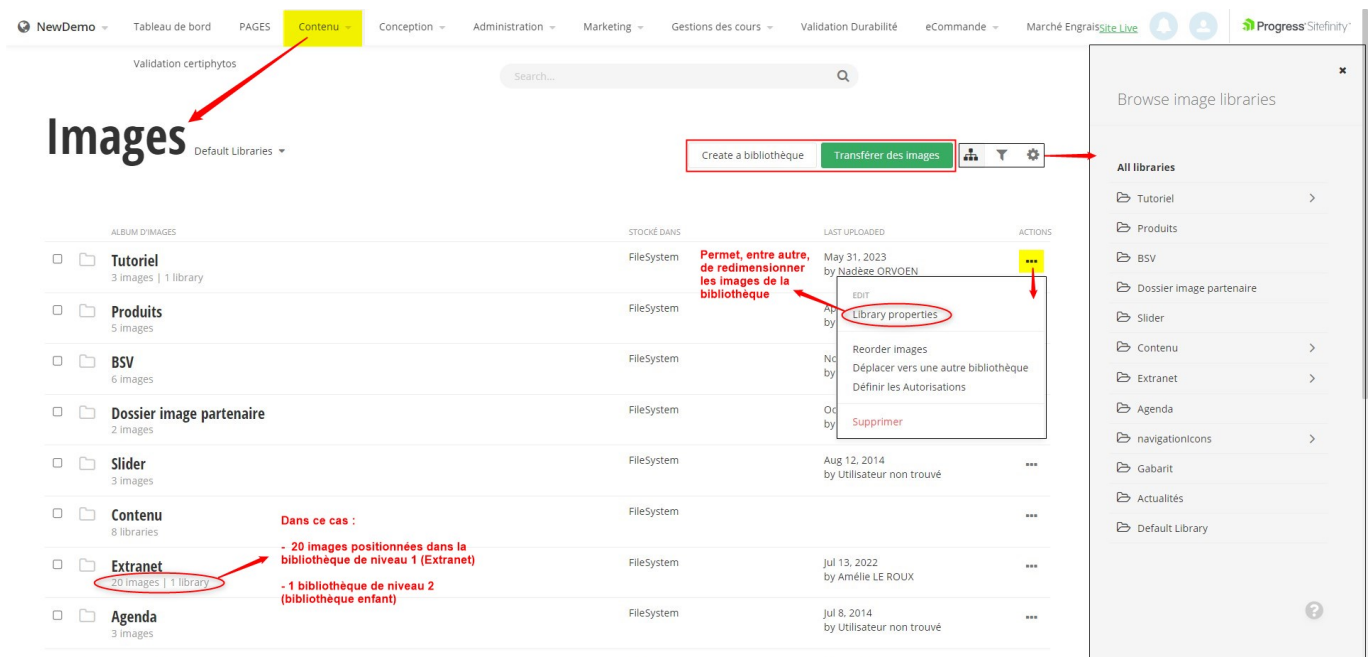 NewDemo Tableau de bord PAGES Contenu Conception Administration Marketing Gestions des cours Validation Durabilité eCommande Marché Engrais Site Live Progress Sitefinity
Validation certiphytos
Search...
Images Default Libraries
Create a bibliothèque Transférer des images
ALBUM D'IMAGES STOCKÉ DANS LAST UPLOADED ACTIONS
Tutoriel FileSystem May 31, 2023
3 images | 1 library by Nadège ORVOEN
Permet, entre autre,
de redimensionner
les images de la
bibliothèque
Produits FileSystem
5 images by
BSV FileSystem
6 images by
Dossier image partenaire FileSystem
2 images by
EDIT
Library properties
Reorder images
Déplacer vers une autre bibliothèque
Définir les Autorisations
Supprimer
Slider FileSystem Aug 12, 2014
3 images by Utilisateur non trouvé
Contenu FileSystem
8 libraries
Extranet FileSystem Jul 13, 2022
20 images | 1 library by Amélie LE ROUX
Dans ce cas :
- 20 images positionnées dans la
bibliothèque de niveau 1 (Extranet)
- 1 bibliothèque de niveau 2
(bibliothèque enfant)
Agenda FileSystem Jul 8, 2014
3 images by Utilisateur non trouvé
Browse image libraries
All libraries
Tutoriel
Produits
BSV
Dossier image partenaire
Slider
Contenu
Extranet
Agenda
navigationIcons
Gabarit
Actualités
Default Library